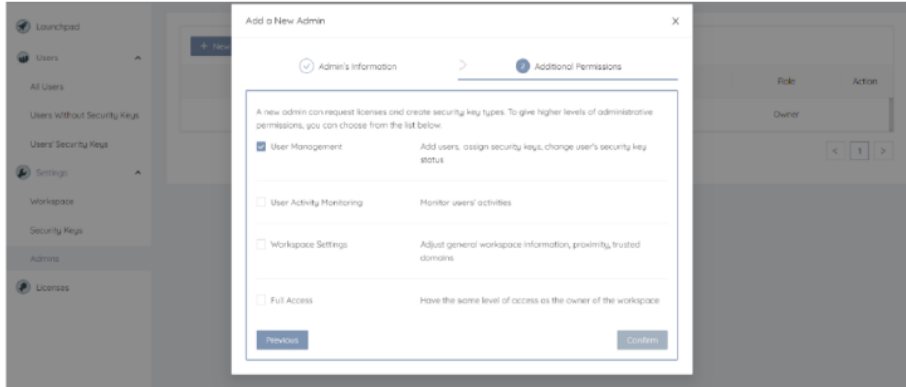 Launchpad
Users
All Users
Users Without Security Keys
Users' Security Keys
Settings
Workspace
Security Keys
Admins
Licenses
+ New
Role
Action
Owner
< 1 >
Add a New Admin
X
Admin's Information
>
2 Additional Permissions
A new admin can request licenses and create security key types. To give higher levels of administrative
permissions, you can choose from the list below.
User Management
Add users, assign security keys, change user's security key
status
User Activity Monitoring
Monitor users' activities
Workspace Settings
Adjust general workspace information, proximity, trusted
domains
Full Access
Have the same level of access as the owner of the workspace
Previous
Confirm